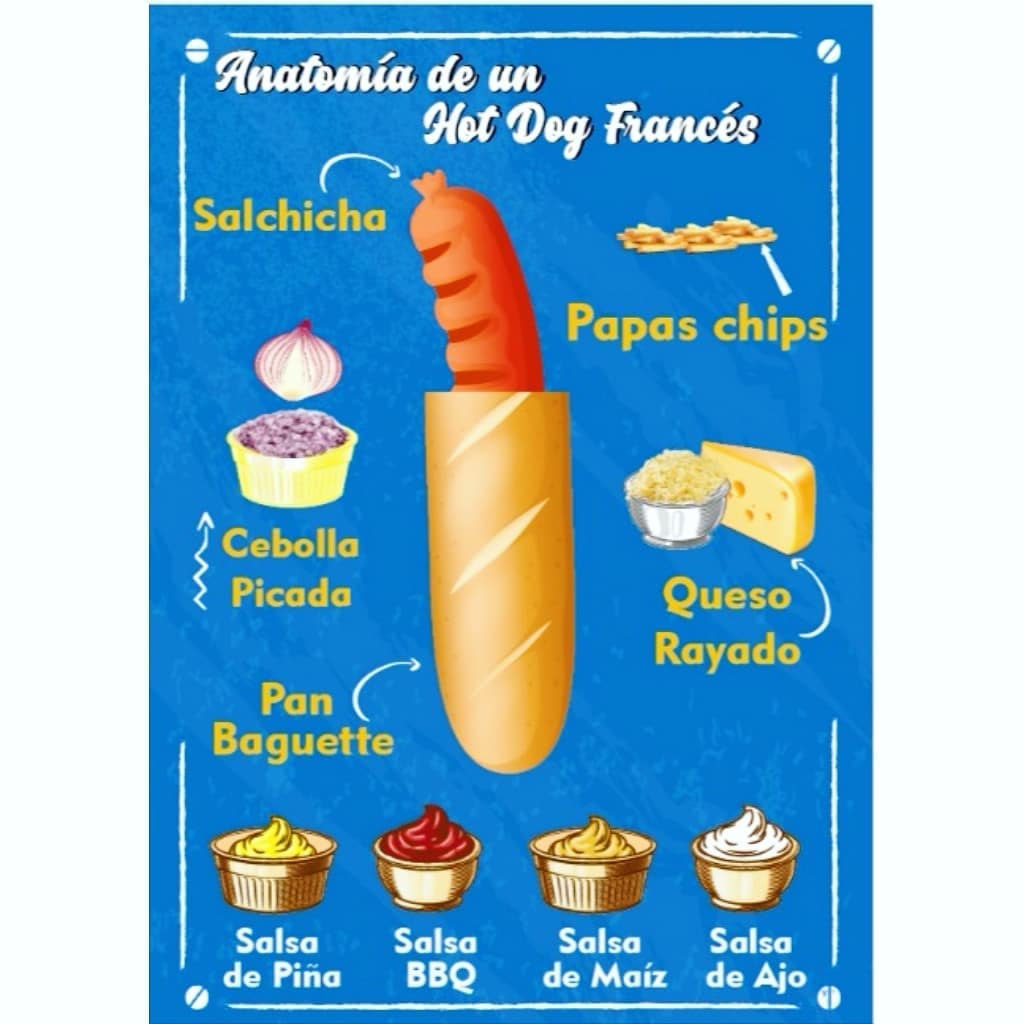 Anatomía de un
Hot Dog Francés
Salchicha
Papas chips
Cebolla
Picada
Queso
Rayado
Pan
Baguette
Salsa
de Piña
Salsa
BBQ
Salsa
de Maíz
Salsa
de Ajo